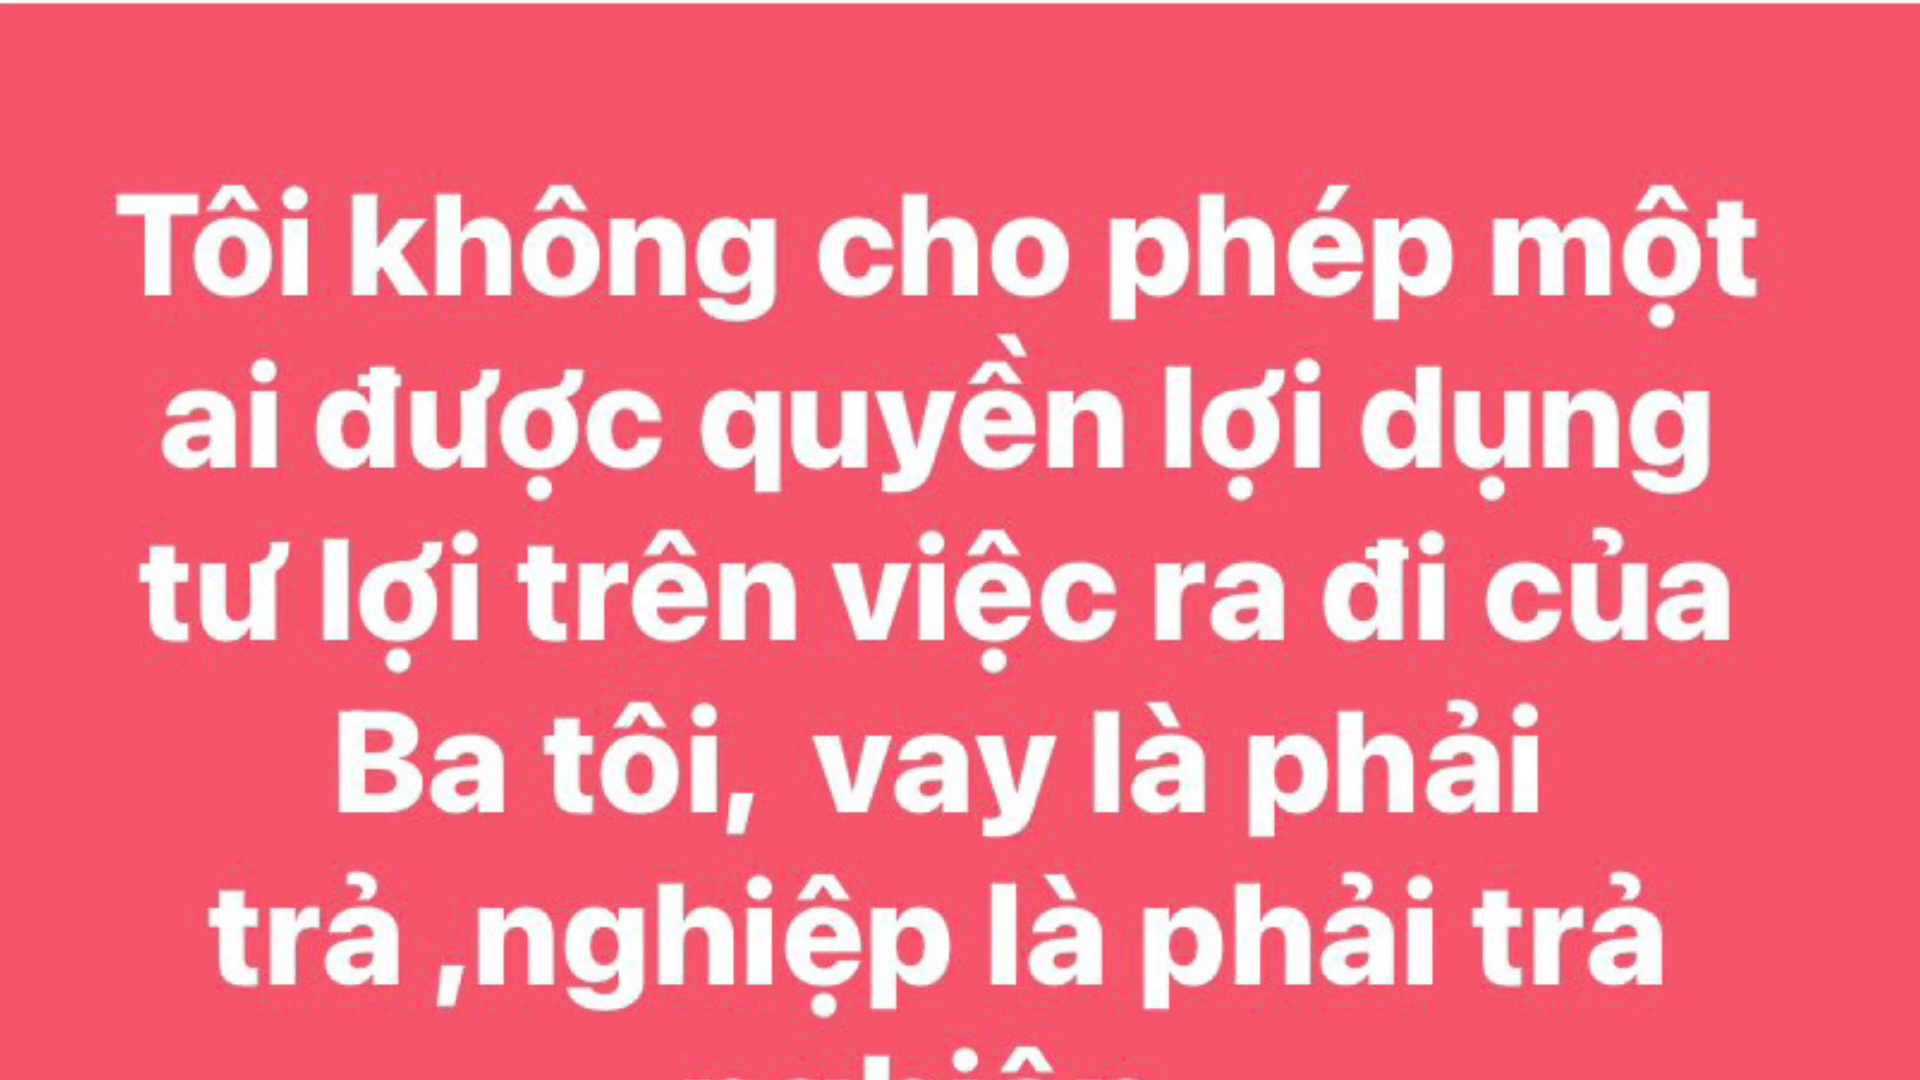 Tôi không cho phép một
ai được quyền lợi dụng
tư lợi trên việc ra đi của
Ba tôi, vay là phải
trả ,nghiệp là phải trả